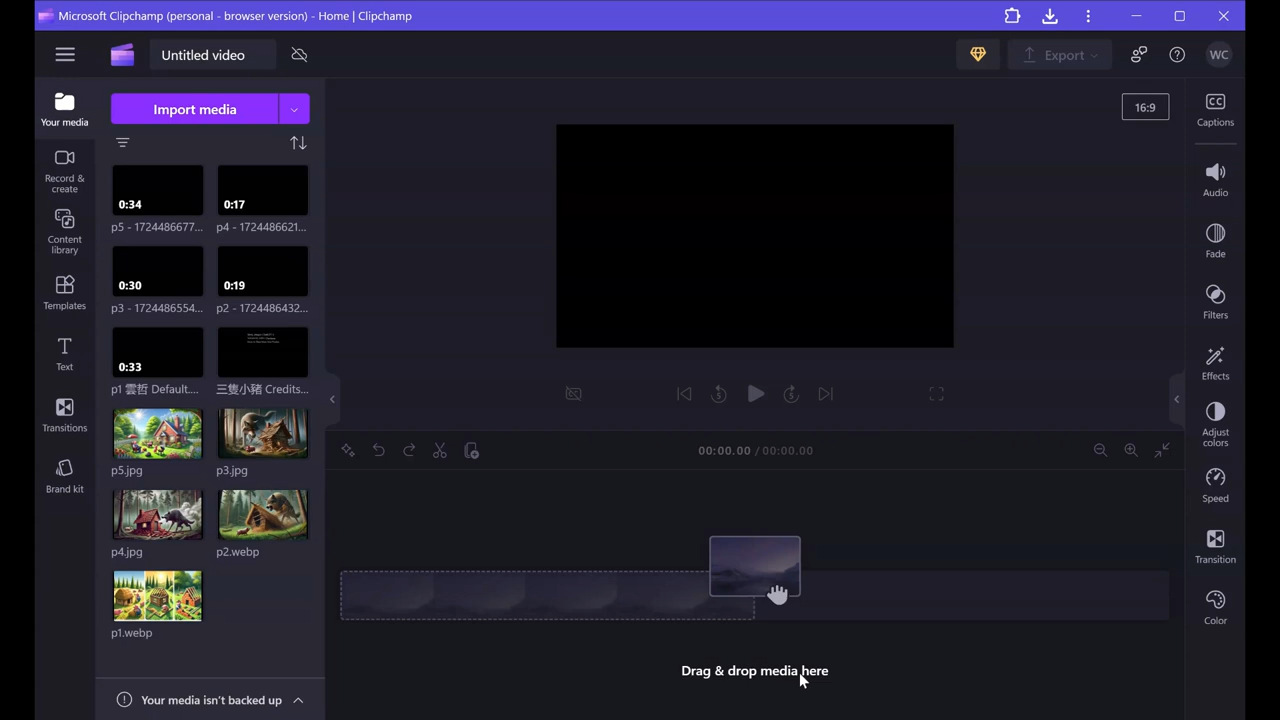 Microsoft Clipchamp (personal - browser version) - Home | Clipchamp
Untitled video
Export
WC
Your media
Record & create
Content library
Templates
Text
Transitions
Brand kit
Import media
0:34
0:17
p5 - 1724486677...
p4 - 1724486621...
0:30
0:19
p3 - 1724486554...
p2 - 1724486432...
0:33
p1 雲哲 Default....
三隻小豬 Credits...
p5.jpg
p3.jpg
p4.jpg
p2.webp
p1.webp
Your media isn't backed up
16:9
5
5
00:00.00 / 00:00.00
Drag & drop media here
CC
Captions
Audio
Fade
Filters
Effects
Adjust colors
Speed
Transition
Color